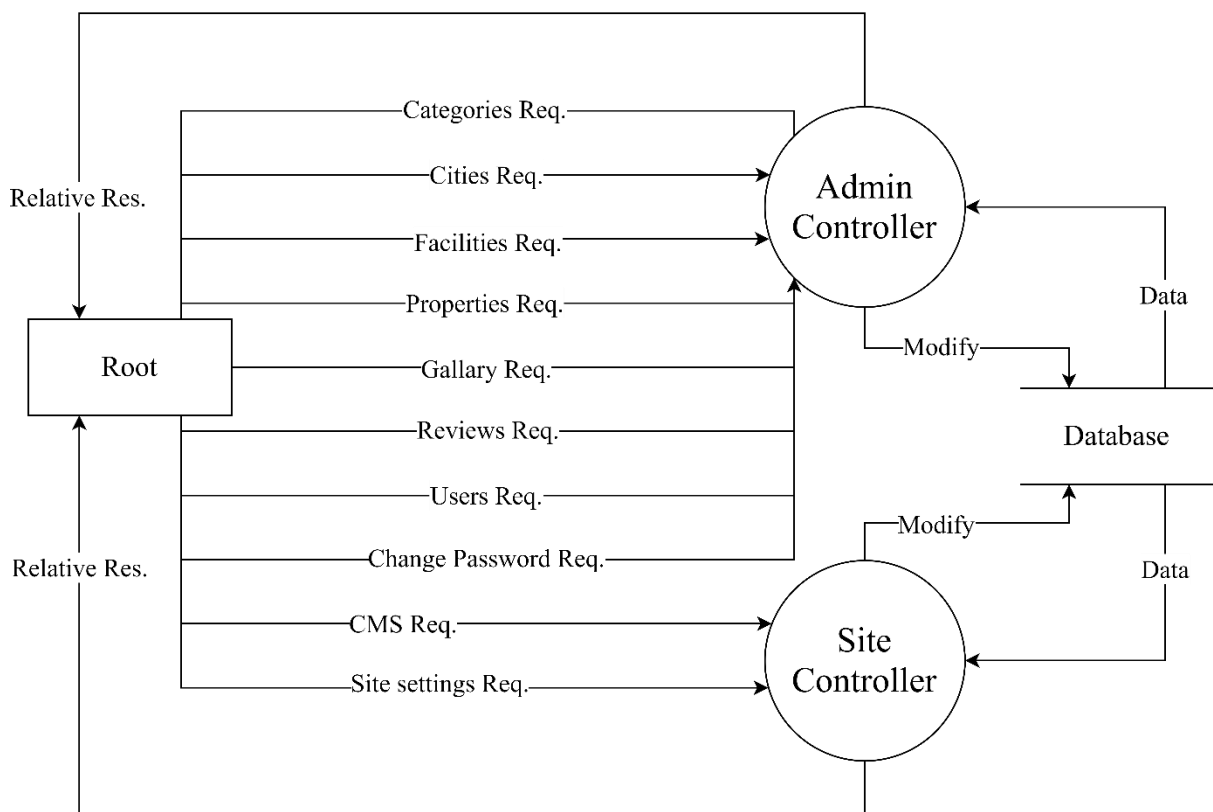 Categories Req.
Cities Req.
Relative Res.
Admin
Controller
Facilities Req.
Properties Req.
Data
Modify
Root
Gallary Req.
Reviews Req.
Database
Users Req.
Modify
Change Password Req.
Relative Res.
Data
CMS Req.
Site
Controller
Site settings Req.